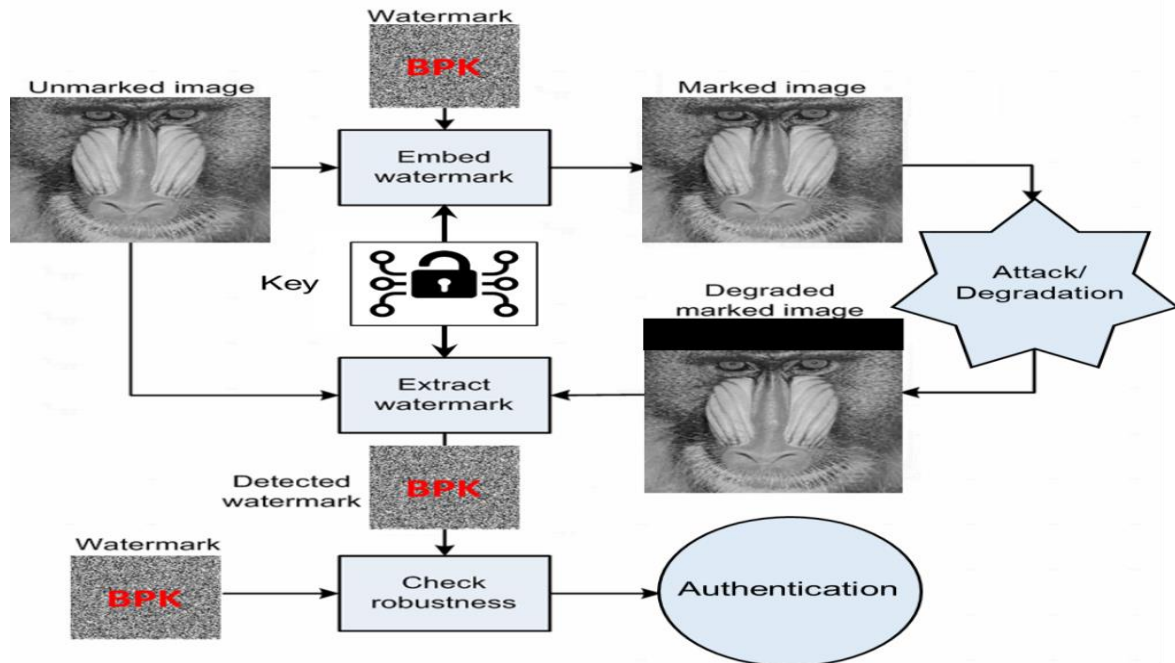 Watermark
BPK
Unmarked image
Marked image
Embed
watermark
Key
Attack/
Degradation
Degraded
marked image
Extract
watermark
Detected
watermark
BPK
Watermark
BPK
Check
robustness
Authentication